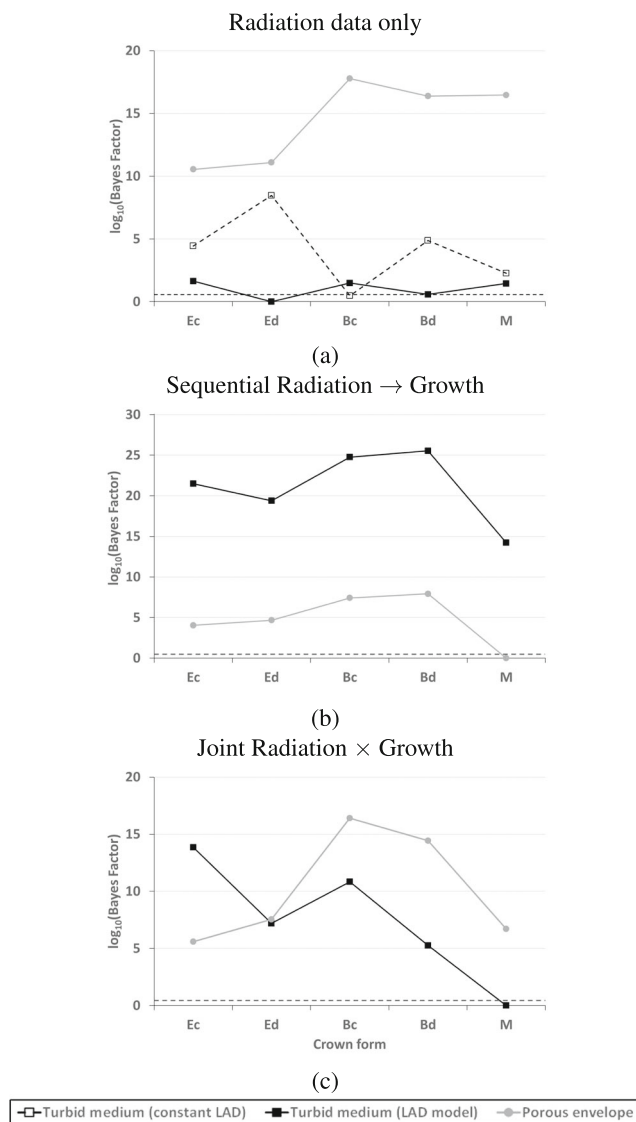 Radiation data only
20
15
10
5
0
log10(Bayes Factor)
Ec Ed Bc Bd M
(a)
Sequential Radiation → Growth
30
25
20
15
10
5
0
log10(Bayes Factor)
Ec Ed Bc Bd M
(b)
Joint Radiation × Growth
20
15
10
5
0
log10(Bayes Factor)
Ec Ed Bc Bd M
Crown form
(c)
Turbid medium (constant LAD) Turbid medium (LAD model) Porous envelope